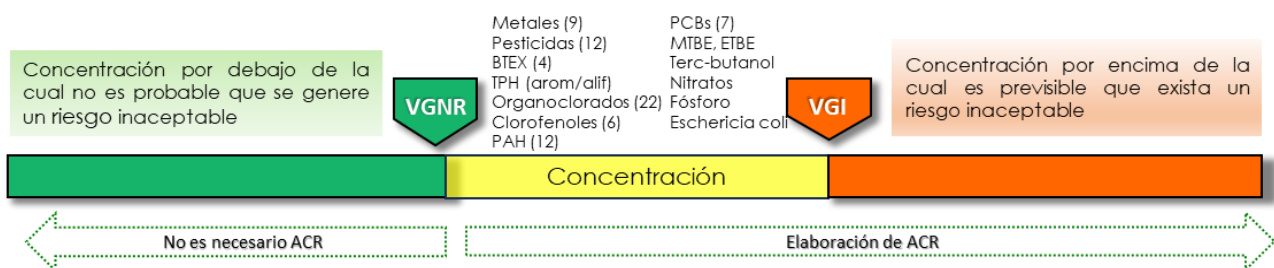 Concentración por debajo de la
cual no es probable que se genere
un riesgo inaceptable
VGNR
Metales (9)
Pesticidas (12)
BTEX (4)
TPH (arom/alif)
Organoclorados (22)
Clorofenoles (6)
PAH (12)
PCBs (7)
MTBE, ETBE
Terc-butanol
Nitratos
Fósforo
Eschericia coli
VGI
Concentración por encima de la
cual es previsible que exista un
riesgo inaceptable
Concentración
No es necesario ACR
Elaboración de ACR